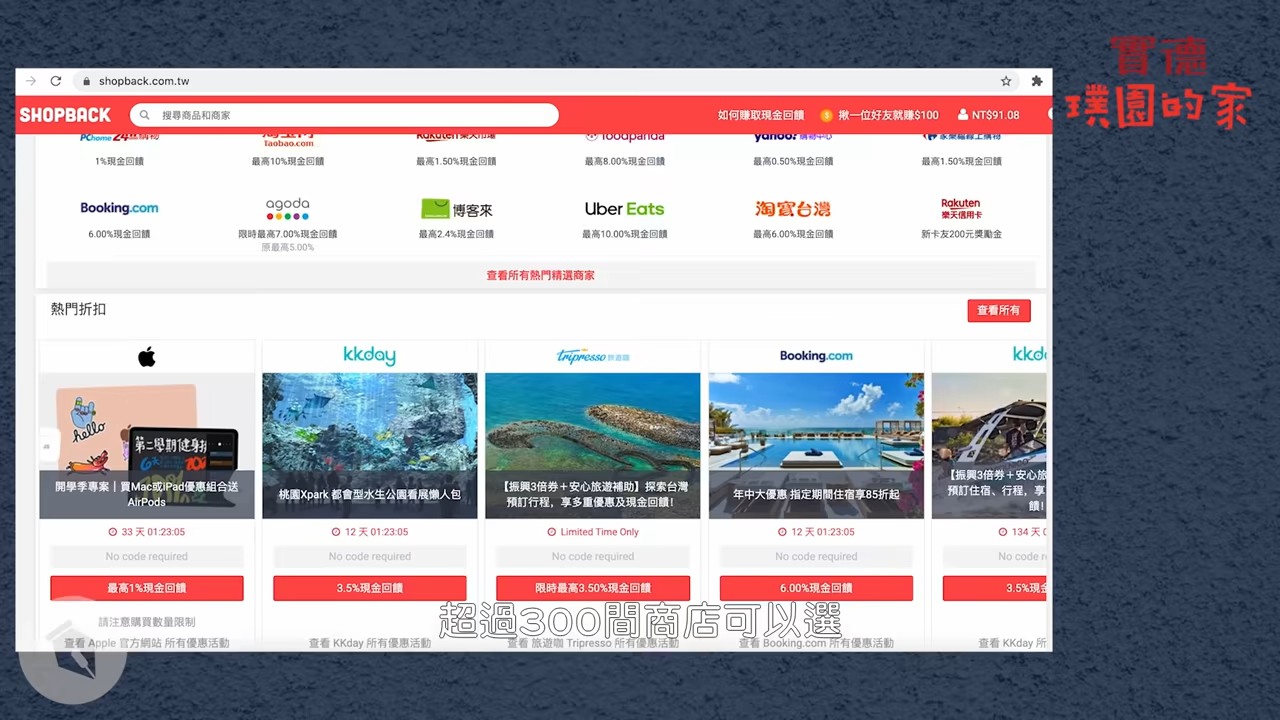 實德
璞園的家
shopback.com.tw
SHOPBACK
搜尋商品和商家
如何賺取現金回饋
$
揪一位好友就賺$100
NT$91.08
PChome 24h購物
淘宝网
Taobao.com
Rakuten 樂天市場
foodpanda
yahoo! 購物中心
家樂福線上購物
1%現金回饋
最高10%現金回饋
最高1.50%現金回饋
最高8.00%現金回饋
最高0.50%現金回饋
最高1.50%現金回饋
Booking.com
agoda
博客來
Uber Eats
淘寶台灣
Rakuten
樂天信用卡
6.00%現金回饋
限時最高7.00%現金回饋
原最高5.00%
最高2.4%現金回饋
最高10.00%現金回饋
最高6.00%現金回饋
新卡友200元獎勵金
查看所有熱門精選商家
熱門折扣
查看所有
kkday
tripresso 旅遊咖
Booking.com
kkd
hello
第二學期健身挑
開學季專案｜買Mac或iPad優惠組合送
AirPods
桃園Xpark 都會型水生公園看展懶人包
【振興3倍券＋安心旅遊補助】探索台灣
預訂行程，享多重優惠及現金回饋!
年中大優惠 指定期間住宿享85折起
【振興3倍券＋安心旅
預訂住宿、行程，享
饋!
33 天 01:23:05
12 天 01:23:05
Limited Time Only
12 天 01:23:05
134 天 0
No code required
No code required
No code required
No code required
No code re
最高1%現金回饋
3.5%現金回饋
限時最高3.50%現金回饋
6.00%現金回饋
3.5%現金
請注意購買數量限制
超過300間商店可以選
查看 Apple 官方網站 所有優惠活動
查看 KKday 所有優惠活動
查看 旅遊咖 Tripresso 所有優惠活動
查看 Booking.com 所有優惠活動
查看 KKday 所